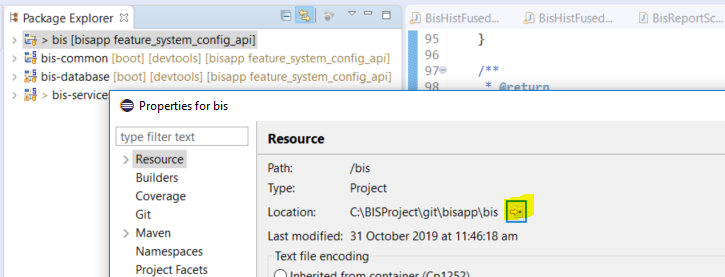 Package Explorer
> bis [bisapp feature_system_config_api]
bis-common [boot] [devtools] [bisapp feature_system_config_api]
bis-database [boot] [devtools] [bisapp feature_system_config_api]
> bis-services
BisHistFused...
BisHistFused...
BisReportSc...
95 }
96
97 /**
98 * @return
Properties for bis
type filter text
Resource
Builders
Coverage
Git
Maven
Namespaces
Project Facets
Resource
Path: /bis
Type: Project
Location: C:\BISProject\git\bisapp\bis
Last modified: 31 October 2019 at 11:46:18 am
Text file encoding
Inherited from container (Cp1252)